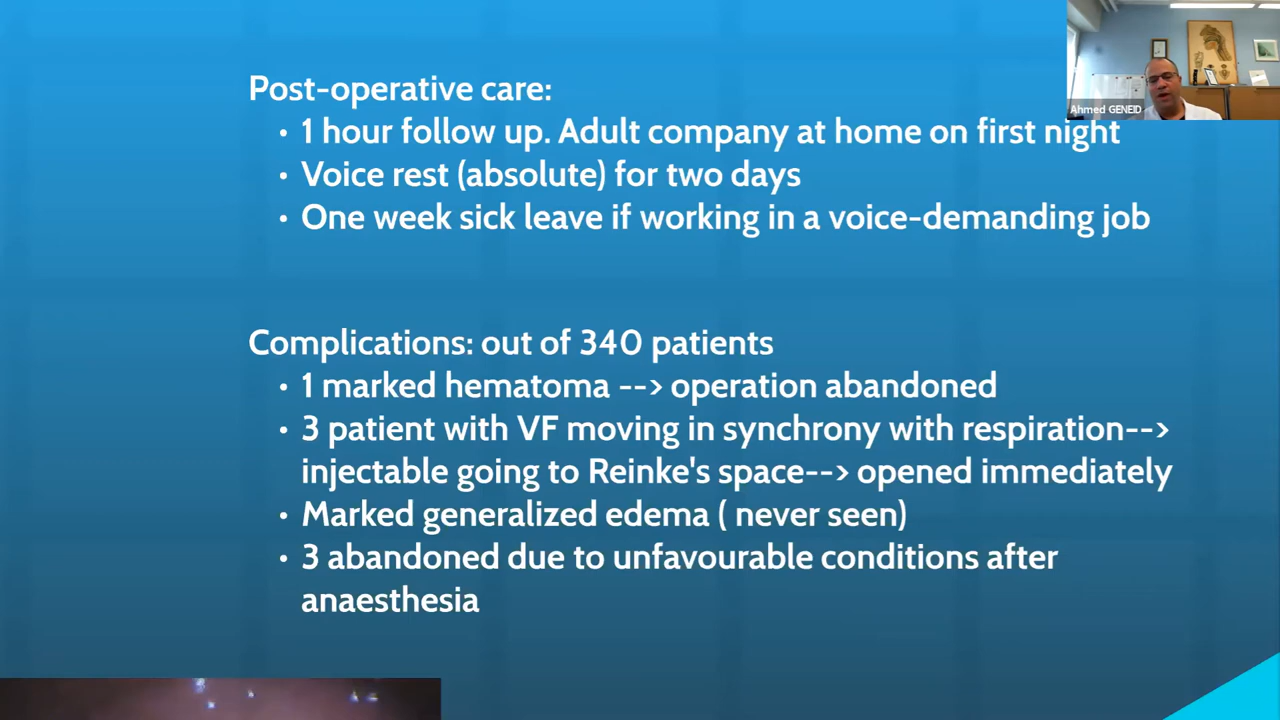 Ahmed GENEID
Post-operative care:
• 1 hour follow up. Adult company at home on first night
• Voice rest (absolute) for two days
• One week sick leave if working in a voice-demanding job
Complications: out of 340 patients
• 1 marked hematoma --> operation abandoned
• 3 patient with VF moving in synchrony with respiration-->
injectable going to Reinke's space--> opened immediately
• Marked generalized edema ( never seen)
• 3 abandoned due to unfavourable conditions after
anaesthesia